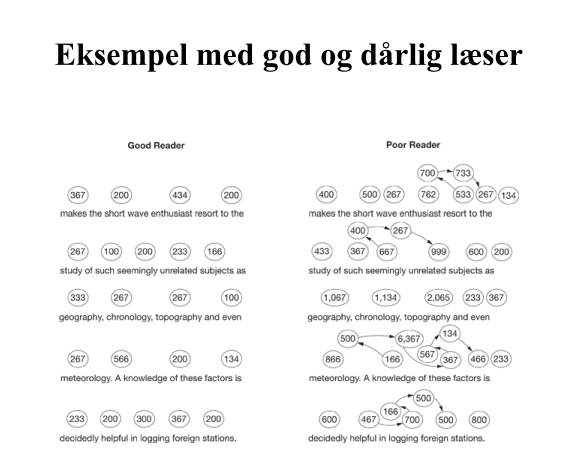 Eksempel med god og dårlig læser
Good Reader
367 200 434 200
makes the short wave enthusiast resort to the
267 100 200 233 166
study of such seemingly unrelated subjects as
333 267 267 100
geography, chronology, topography and even
267 566 200 134
meteorology. A knowledge of these factors is
233 200 300 367 200
decidedly helpful in logging foreign stations.
Poor Reader
700 733
400 500 267 762 533 267 134
makes the short wave enthusiast resort to the
400 267
433 367 667 999 600 200
study of such seemingly unrelated subjects as
1,067 1,134 2,065 233 367
geography, chronology, topography and even
500 6,367 134
866 166 567 367 466 233
meteorology. A knowledge of these factors is
500
166
600 467 700 500 800
decidedly helpful in logging foreign stations.